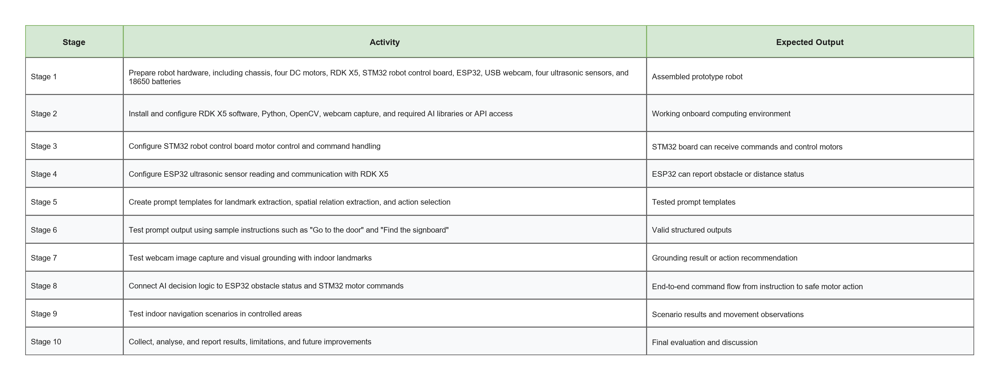 Stage Activity Expected Output
Stage 1 Prepare robot hardware, including chassis, four DC motors, RDK X5, STM32 robot control board, ESP32, USB webcam, four ultrasonic sensors, and
18650 batteries Assembled prototype robot
Stage 2 Install and configure RDK X5 software, Python, OpenCV, webcam capture, and required AI libraries or API access Working onboard computing environment
Stage 3 Configure STM32 robot control board motor control and command handling STM32 board can receive commands and control motors
Stage 4 Configure ESP32 ultrasonic sensor reading and communication with RDK X5 ESP32 can report obstacle or distance status
Stage 5 Create prompt templates for landmark extraction, spatial relation extraction, and action selection Tested prompt templates
Stage 6 Test prompt output using sample instructions such as "Go to the door" and "Find the signboard" Valid structured outputs
Stage 7 Test webcam image capture and visual grounding with indoor landmarks Grounding result or action recommendation
Stage 8 Connect AI decision logic to ESP32 obstacle status and STM32 motor commands End-to-end command flow from instruction to safe motor action
Stage 9 Test indoor navigation scenarios in controlled areas Scenario results and movement observations
Stage 10 Collect, analyse, and report results, limitations, and future improvements Final evaluation and discussion